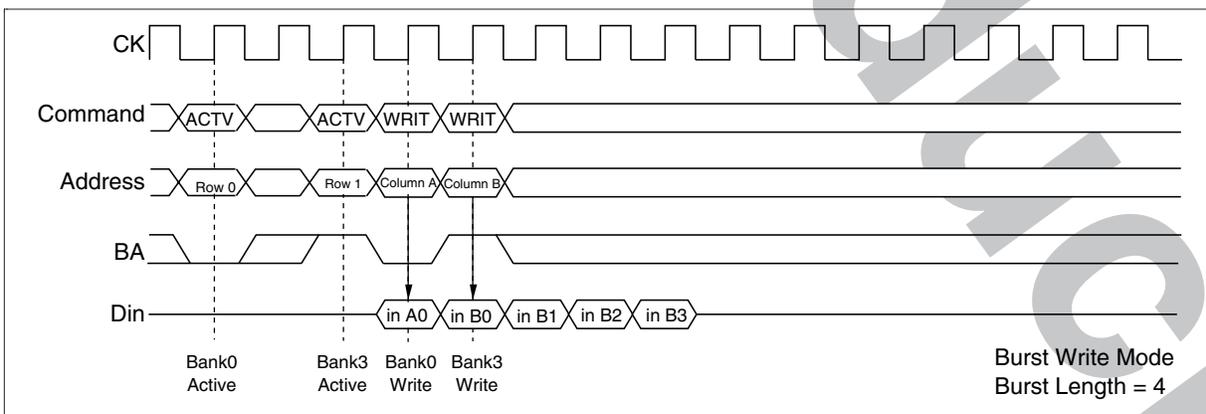 CK
Command ACTV ACTV WRIT WRIT
Address Row 0 Row 1 Column A Column B
BA
Din in A0 in B0 in B1 in B2 in B3
Bank0 Bank3 Bank0 Bank3
Active Active Write Write
Burst Write Mode
Burst Length = 4